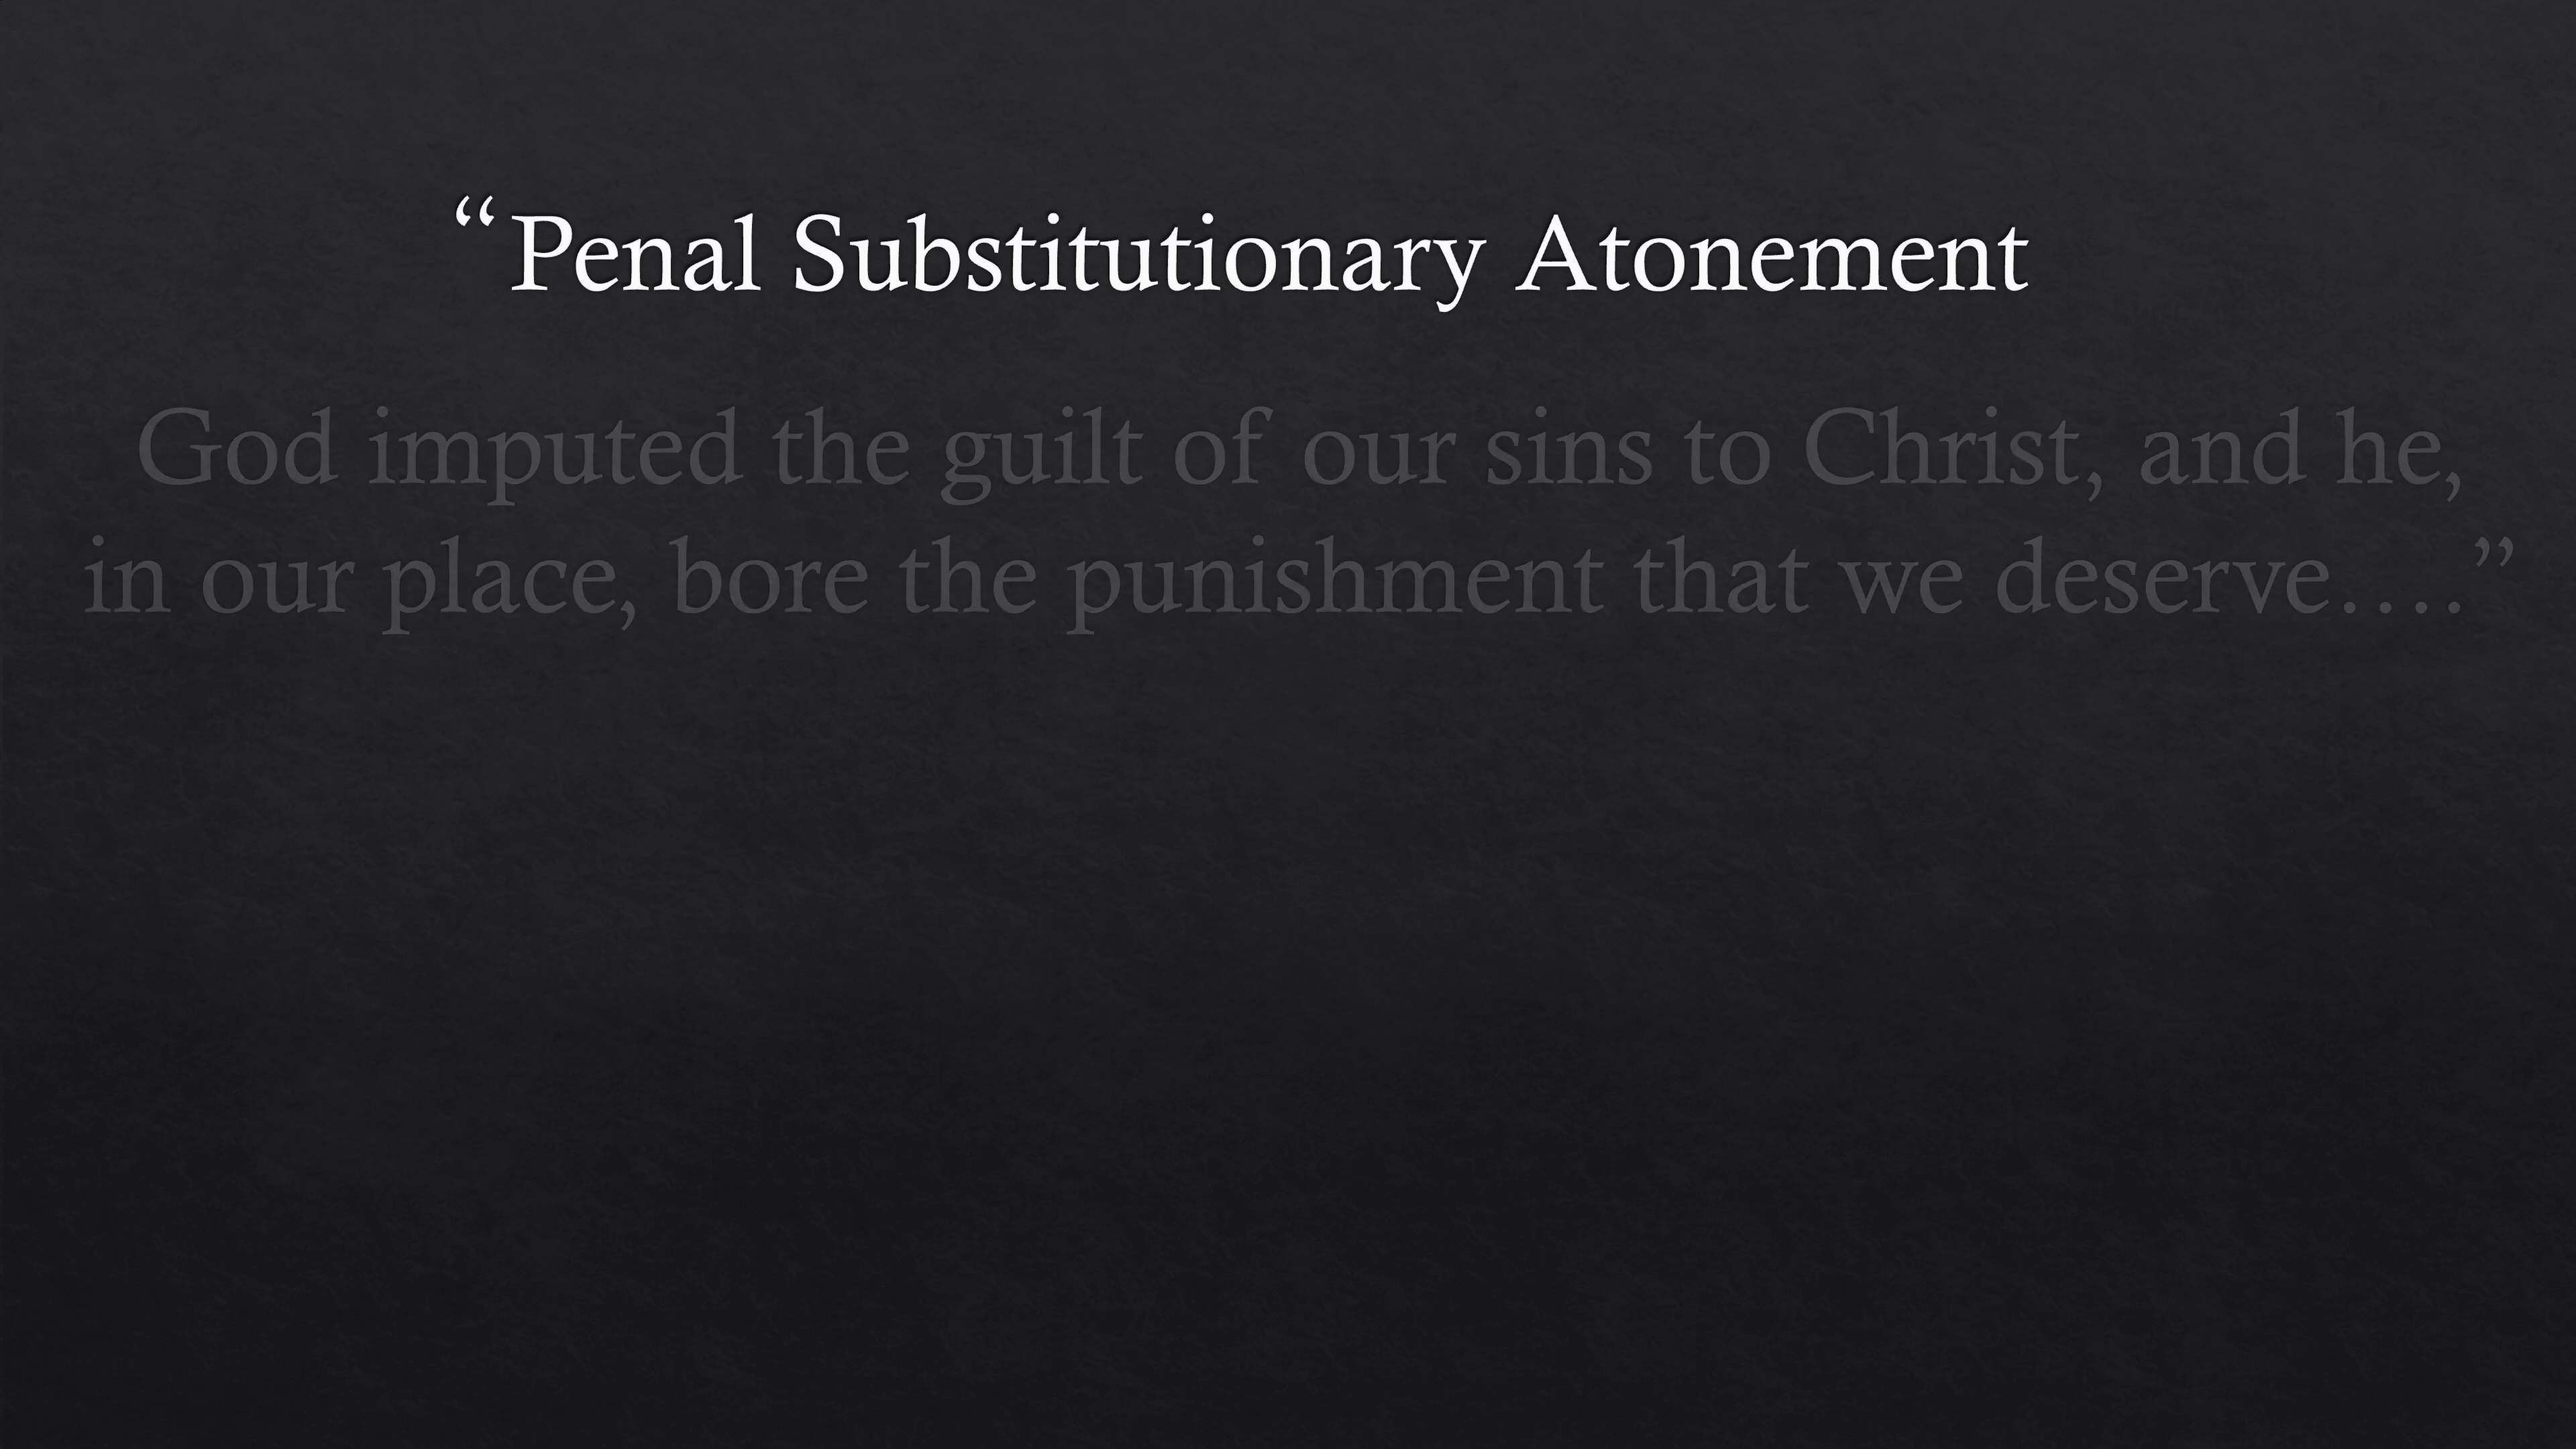 “Penal Substitutionary Atonement
God imputed the guilt of our sins to Christ, and he,
in our place, bore the punishment that we deserve….”